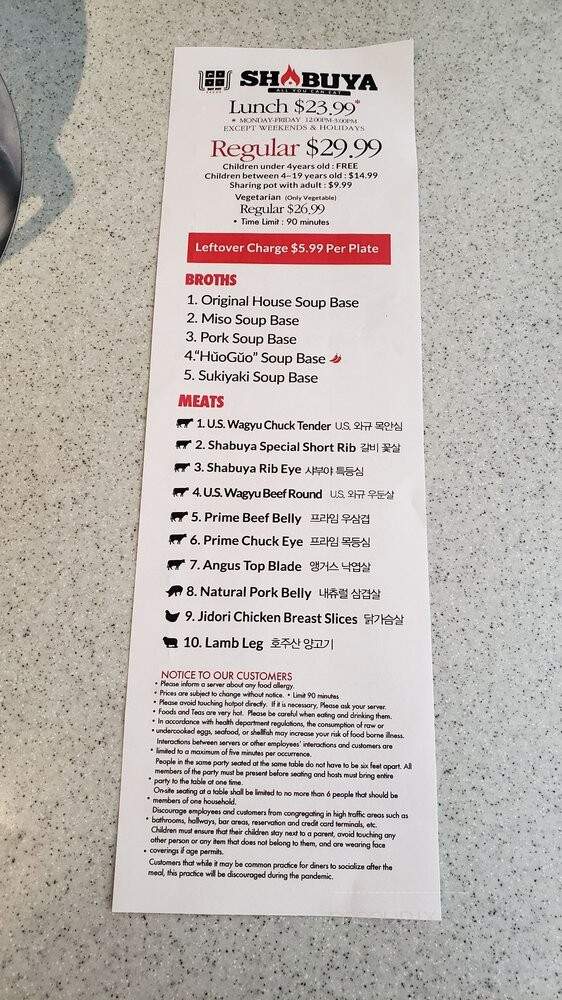 SHABUYA
ALL YOU CAN EAT
Lunch $23.99*
* MONDAY-FRIDAY 12:00PM-3:00PM
EXCEPT WEEKENDS & HOLIDAYS
Regular $29.99
Children under 4years old : FREE
Children between 4-19 years old : $14.99
Sharing pot with adult : $9.99
Vegetarian (Only Vegetable)
Regular $26.99
• Time Limit : 90 minutes
Leftover Charge $5.99 Per Plate
BROTHS
1. Original House Soup Base
2. Miso Soup Base
3. Pork Soup Base
4."HŭoGŭo" Soup Base
5. Sukiyaki Soup Base
MEATS
1. U.S. Wagyu Chuck Tender U.S. 와규 목안심
2. Shabuya Special Short Rib 갈비 꽃살
3. Shabuya Rib Eye 샤부야 특등심
4. U.S. Wagyu Beef Round U.S. 와규 우둔살
5. Prime Beef Belly 프라임 우삼겹
6. Prime Chuck Eye 프라임 목등심
7. Angus Top Blade 앵거스 낙엽살
8. Natural Pork Belly 내츄럴 삼겹살
9. Jidori Chicken Breast Slices 닭가슴살
10. Lamb Leg 호주산 양고기
NOTICE TO OUR CUSTOMERS
• Please inform a server about any food allergy.
• Prices are subject to change without notice. • Limit 90 minutes
• Please avoid touching hotpot directly. If it is necessary, Please ask your server.
• Foods and Teas are very hot. Please be careful when eating and drinking them.
• In accordance with health department regulations, the consumption of raw or
• undercooked eggs, seafood, or shellfish may increase your risk of food borne illness.
Interactions between servers or other employees' interactions and customers are
• limited to a maximum of five minutes per occurrence.
People in the same party seated at the same table do not have to be six feet apart. All
members of the party must be present before seating and hosts must bring entire
• party to the table at one time.
On-site seating at a table shall be limited to no more than 6 people that should be
• members of one household.
Discourage employees and customers from congregating in high traffic areas such as
• bathrooms, hallways, bar areas, reservation and credit card terminals, etc.
Children must ensure that their children stay next to a parent, avoid touching any
other person or any item that does not belong to them, and are wearing face
• coverings if age permits.
Customers that while it may be common practice for diners to socialize after the
meal, this practice will be discouraged during the pandemic.